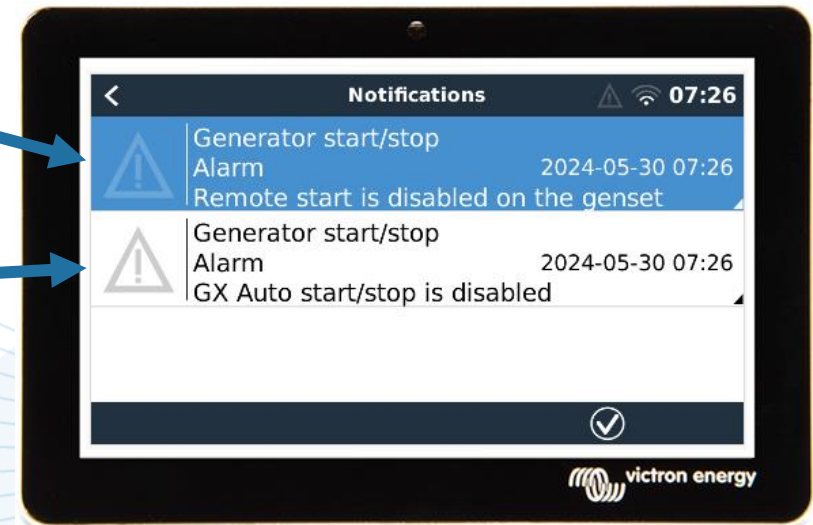 Notifications
07:26
Generator start/stop
Alarm
2024-05-30 07:26
Remote start is disabled on the genset
Generator start/stop
Alarm
2024-05-30 07:26
GX Auto start/stop is disabled
victron energy